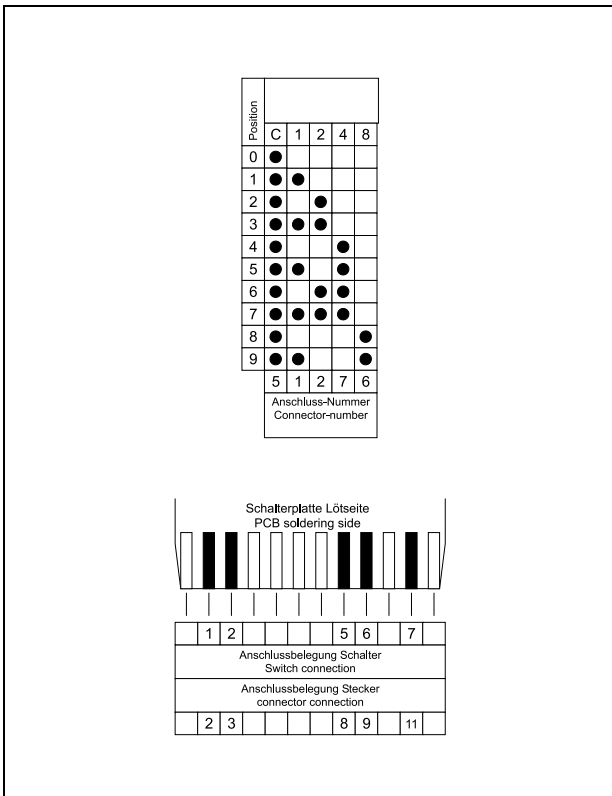 Position
C 1 2 4 8
0
1
2
3
4
5
6
7
8
9
5 1 2 7 6
Anschluss-Nummer
Connector-number
Schalterplatte Lötseite
PCB soldering side
1 2 5 6 7
Anschlussbelegung Schalter
Switch connection
Anschlussbelegung Stecker
connector connection
2 3 8 9 11